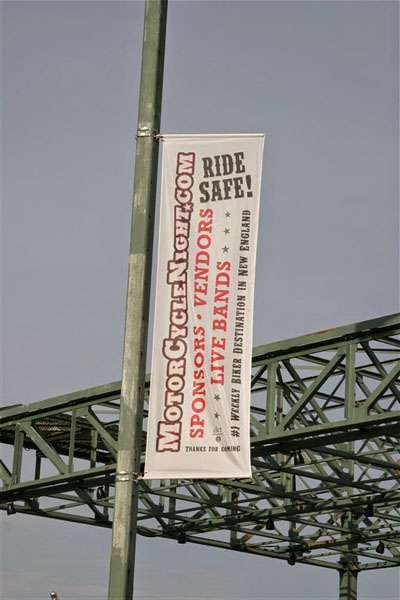 RIDE
SAFE!
MOTORCYCLENIGHT.COM
SPONSORS • VENDORS
★ ★ LIVE BANDS ★ ★ ★ ★
#1 WEEKLY BIKER DESTINATION IN NEW ENGLAND
THANKS FOR COMING